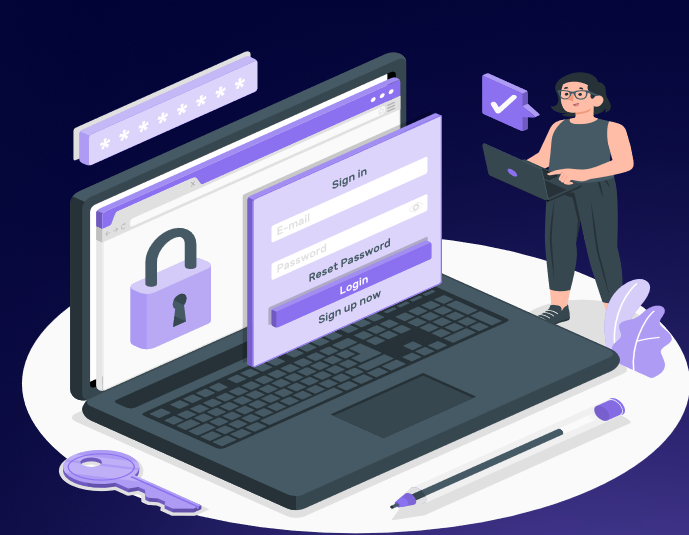 * * * * * * * *
Sign in
E-mail
Password
Reset Password
Login
Sign up now